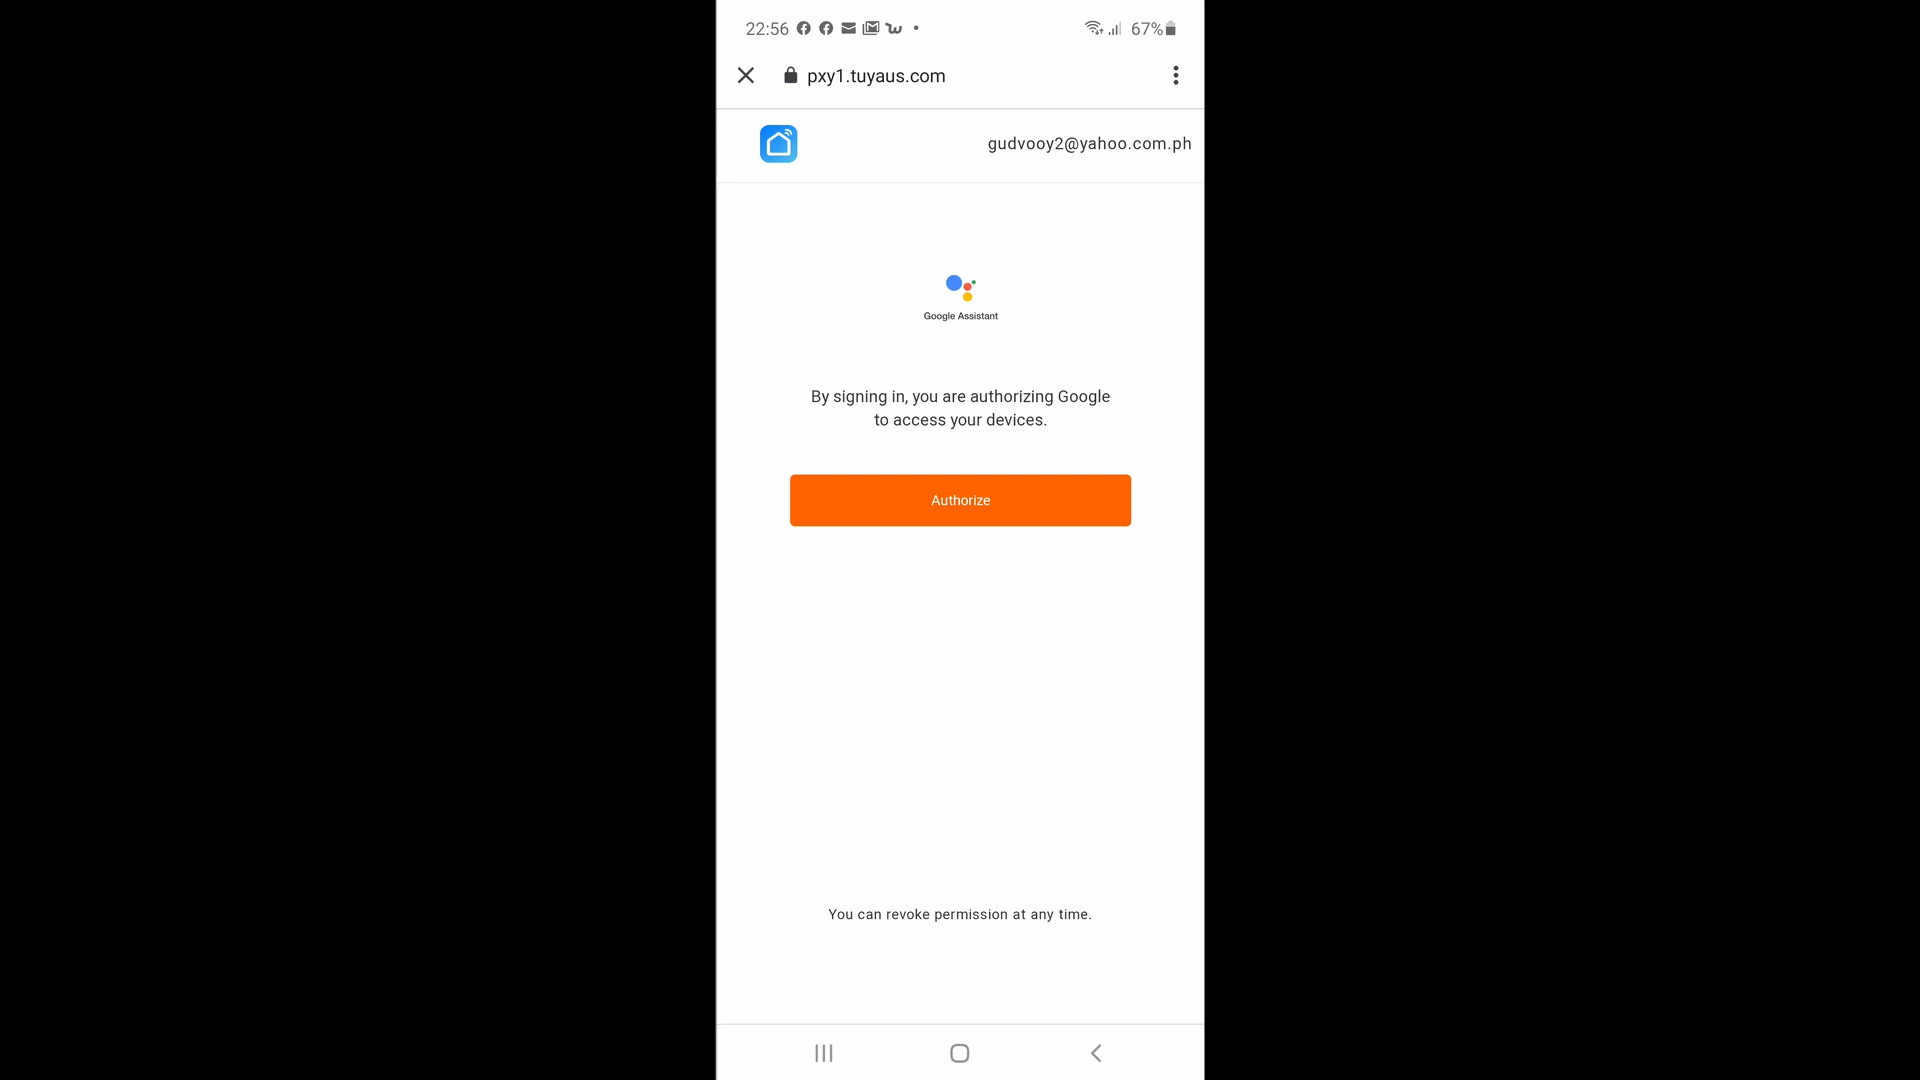 22:56
67%
pxy1.tuyaus.com
gudvooy2@yahoo.com.ph
Google Assistant
By signing in, you are authorizing Google
to access your devices.
Authorize
You can revoke permission at any time.